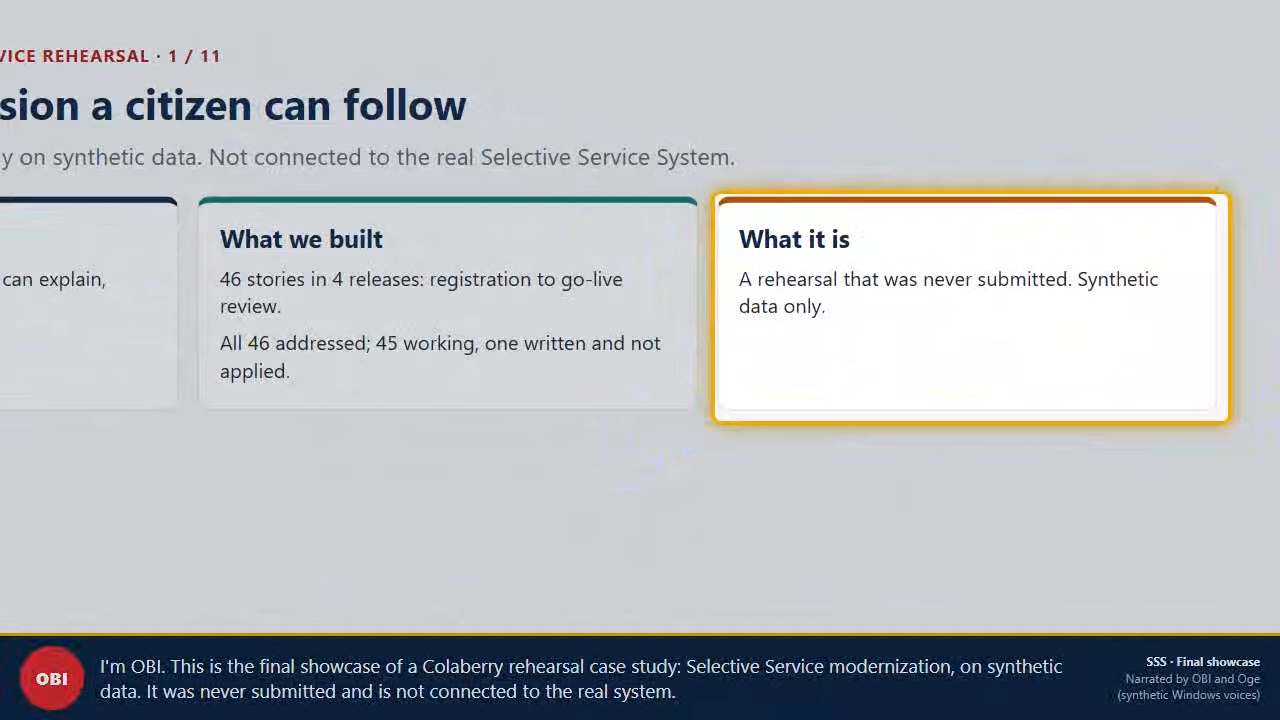 VICE REHEARSAL · 1 / 11
sion a citizen can follow
y on synthetic data. Not connected to the real Selective Service System.
can explain,
What we built
46 stories in 4 releases: registration to go-live
review.
All 46 addressed; 45 working, one written and not
applied.
What it is
A rehearsal that was never submitted. Synthetic
data only.
OBI
I'm OBI. This is the final showcase of a Colaberry rehearsal case study: Selective Service modernization, on synthetic
data. It was never submitted and is not connected to the real system.
SSS · Final showcase
Narrated by OBI and Oge
(synthetic Windows voices)